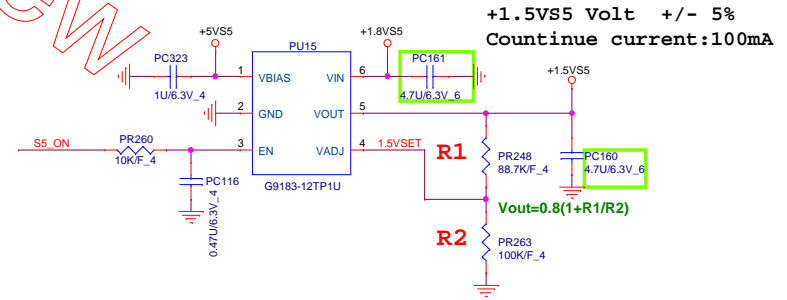 +1.5VS5 Volt +/- 5%
Countinue current:100mA
+5VS5
+1.8VS5
+1.5VS5
PC323
1U/6.3V_4
PU15
1 VBIAS
VIN 6
2 GND
VOUT 5
3 EN
VADJ 4
G9183-12TP1U
PC161
4.7U/6.3V_6
S5_ON
PR260
10K/F_4
PC116
0.47U/6.3V_4
1.5VSET
R1
PR248
88.7K/F_4
PC160
4.7U/6.3V_6
Vout=0.8(1+R1/R2)
R2
PR263
100K/F_4